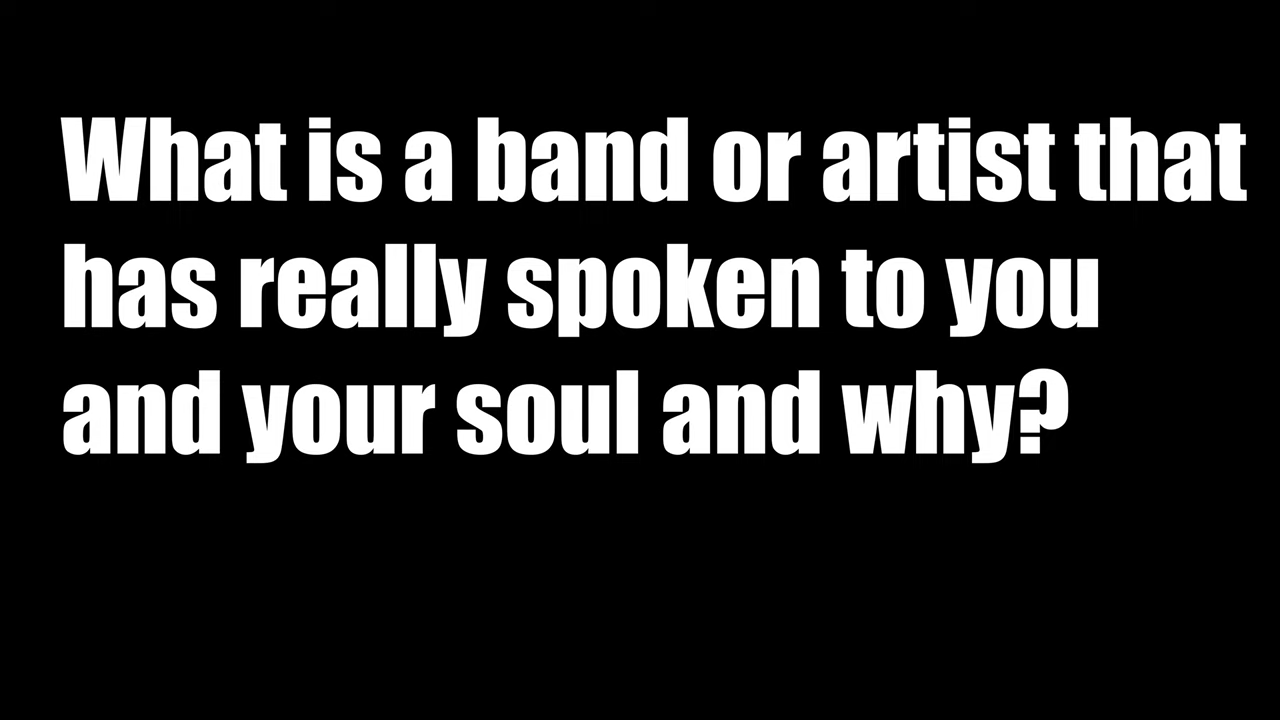 What is a band or artist that
has really spoken to you
and your soul and why?